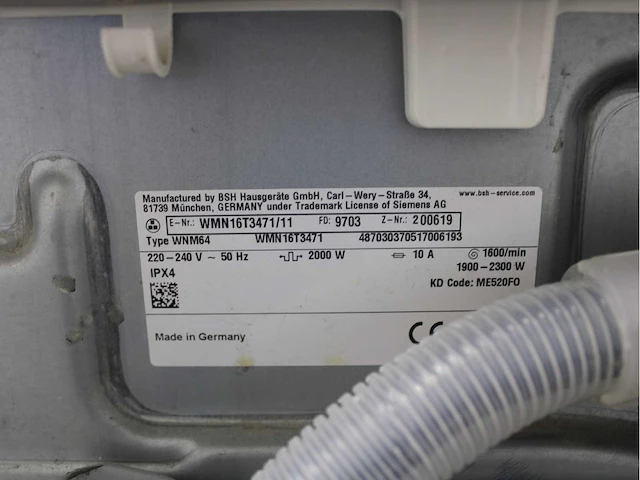 Manufactured by BSH Hausgeräte GmbH, Carl-Wery-Straße 34, www.bsh-service.com
81739 München, GERMANY under Trademark License of Siemens AG
E-Nr.: WMN16T3471/11 FD: 9703 Z-Nr.: 200619
Type WNM64 WMN16T3471 487030370517006193
220-240 V ~ 50 Hz 2000 W 10 A 1600/min
IPX4 1900-2300 W
KD Code: ME520FO
Made in Germany CE